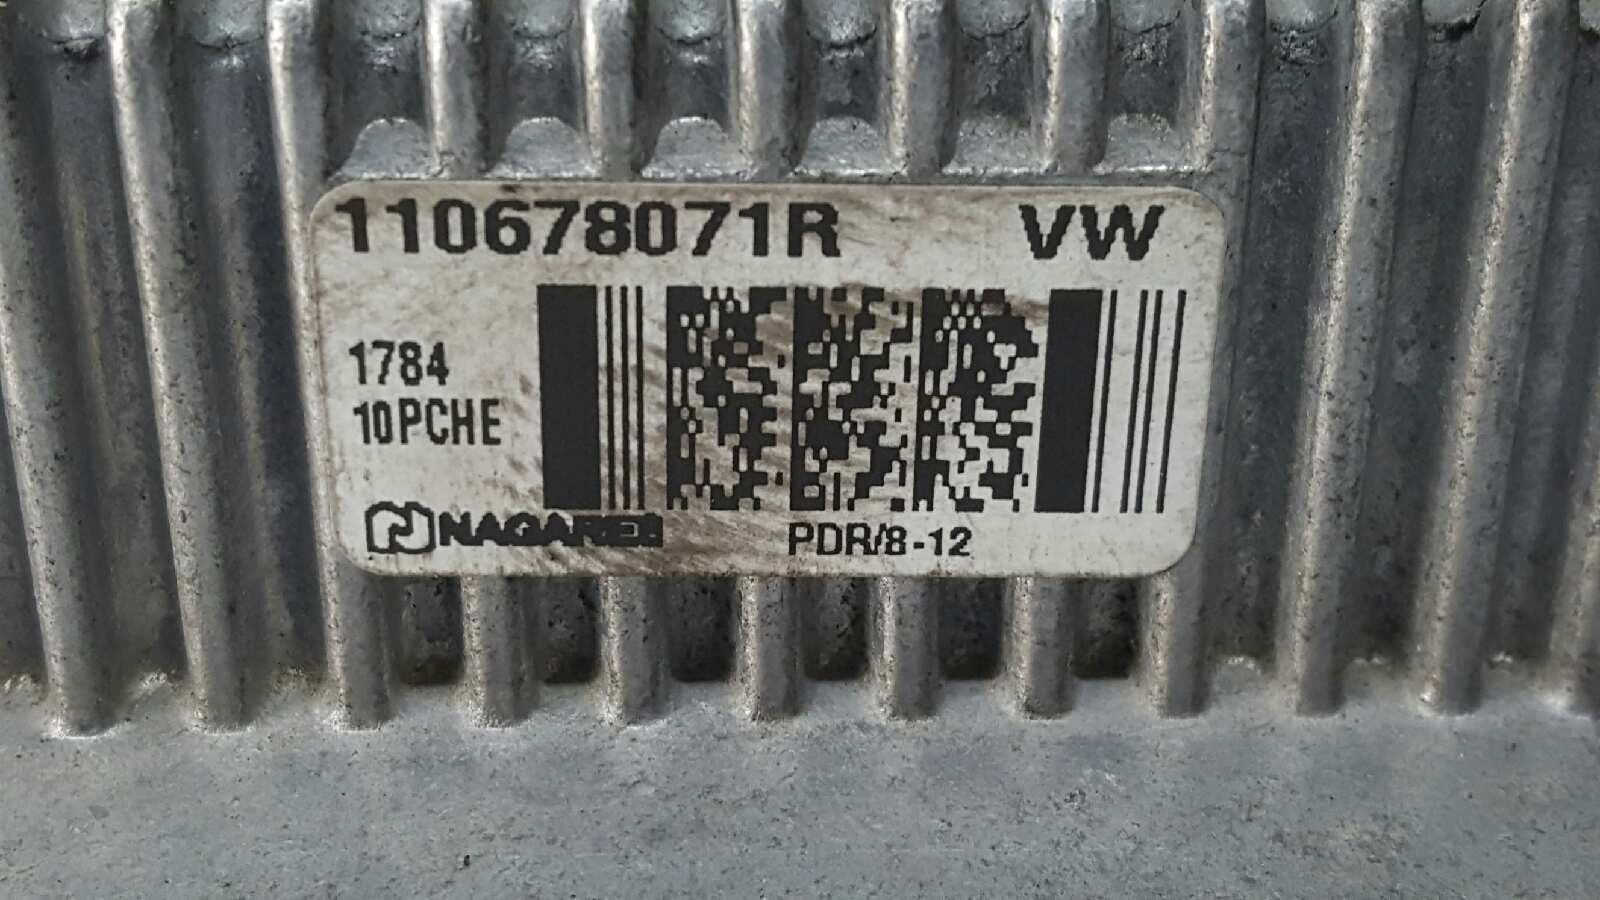 110678071R VW
1784
10PCHE
NAGARES
PDR/8-12